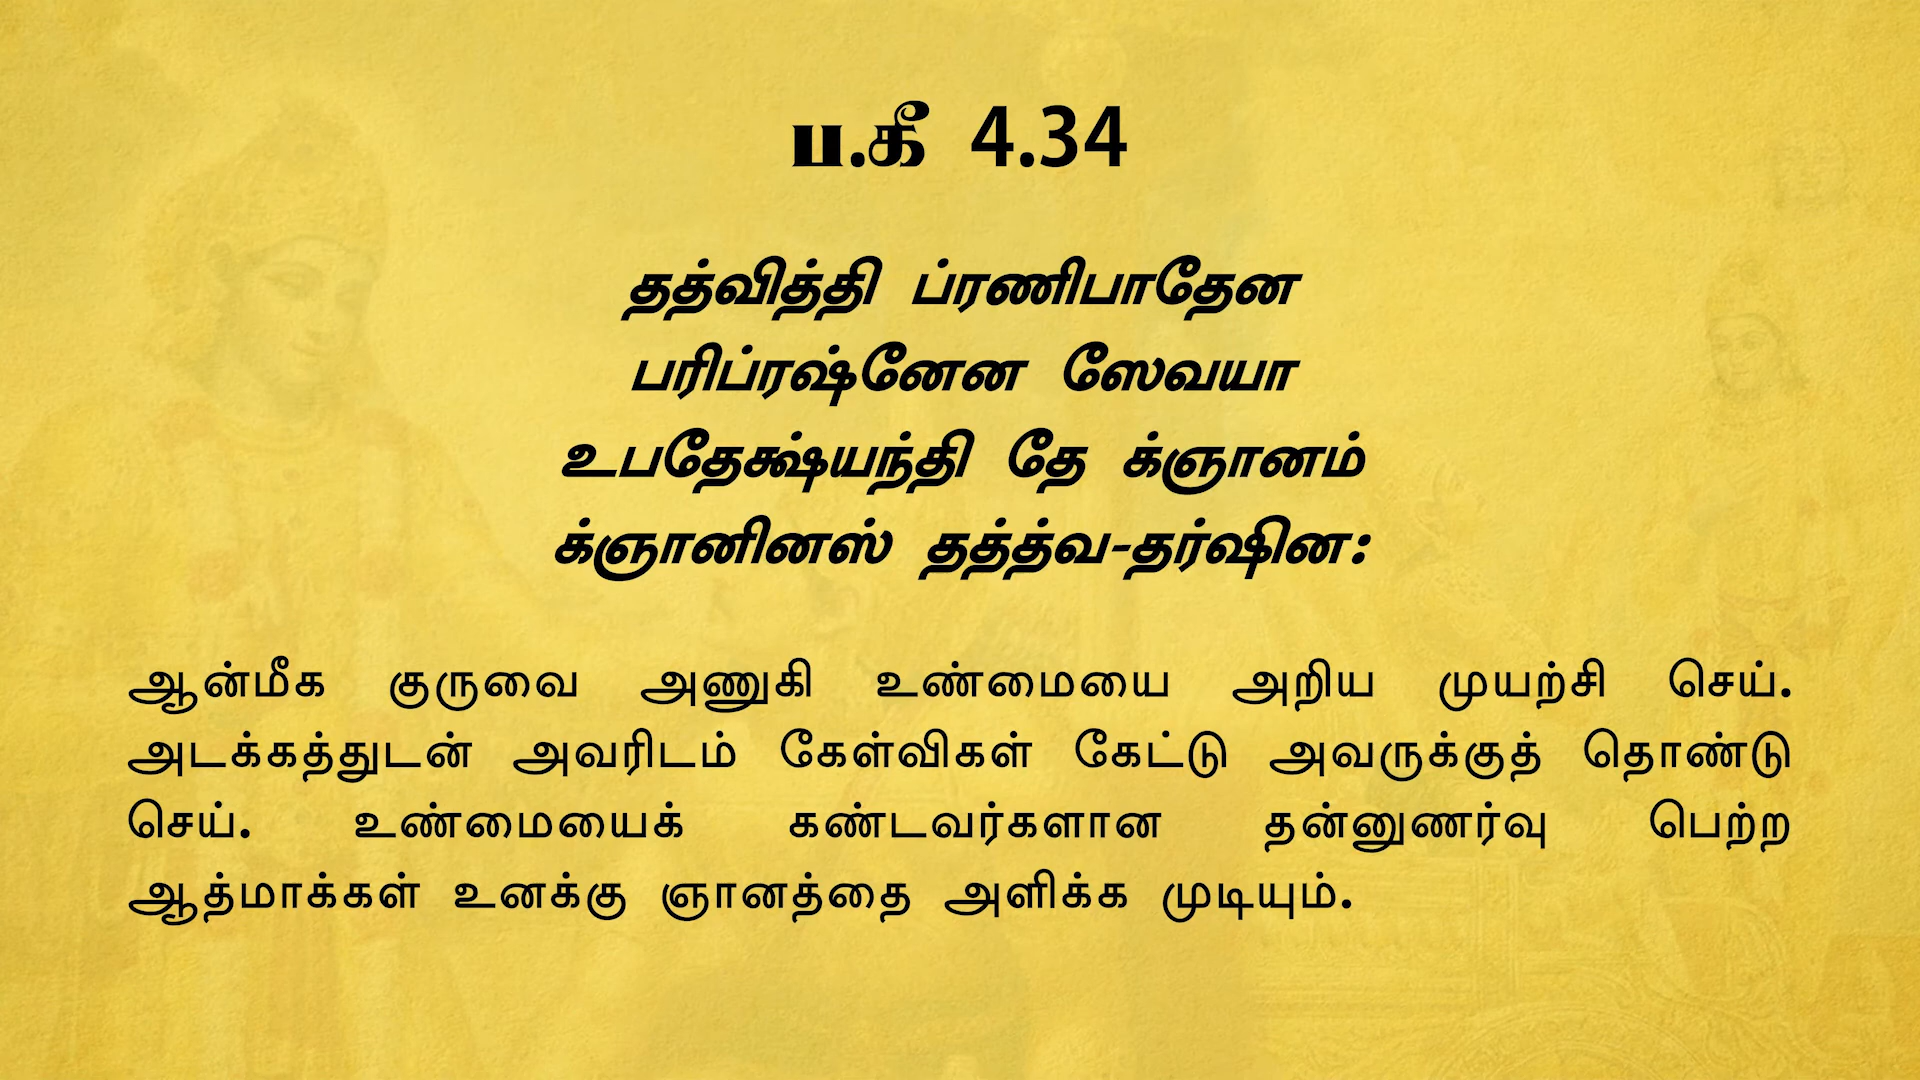 ப.கீ 4.34
தத்வித்தி ப்ரணிபாதேன
பரிப்ரஷ்னேன ஸேவயா
உபதேக்ஷ்யந்தி தே க்ஞானம்
க்ஞானினஸ் தத்த்வ-தர்ஷின:
ஆன்மீக குருவை அணுகி உண்மையை அறிய முயற்சி செய்.
அடக்கத்துடன் அவரிடம் கேள்விகள் கேட்டு அவருக்குத் தொண்டு
செய். உண்மையைக் கண்டவர்களான தன்னுணர்வு பெற்ற
ஆத்மாக்கள் உனக்கு ஞானத்தை அளிக்க முடியும்.